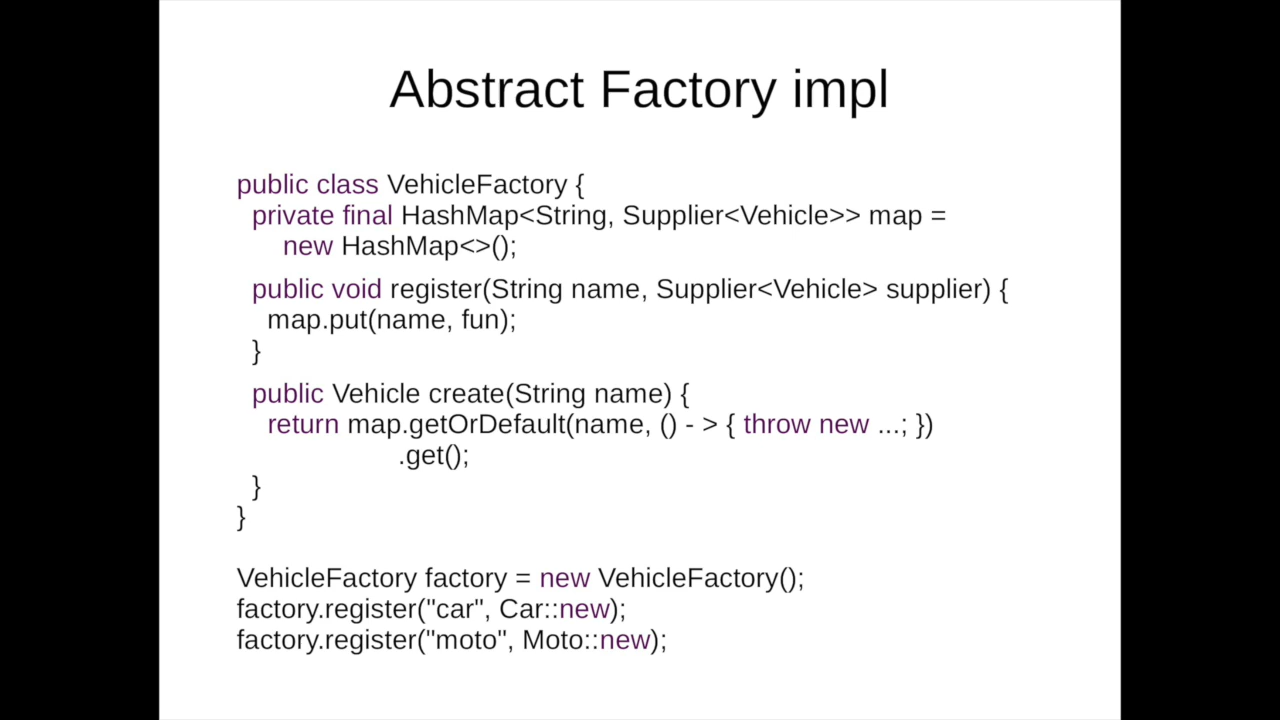 Abstract Factory impl
public class VehicleFactory {
private final HashMap<String, Supplier<Vehicle>> map =
new HashMap<>();
public void register(String name, Supplier<Vehicle> supplier) {
map.put(name, fun);
}
public Vehicle create(String name) {
return map.getOrDefault(name, () - > { throw new ...; })
.get();
}
}
VehicleFactory factory = new VehicleFactory();
factory.register("car", Car::new);
factory.register("moto", Moto::new);